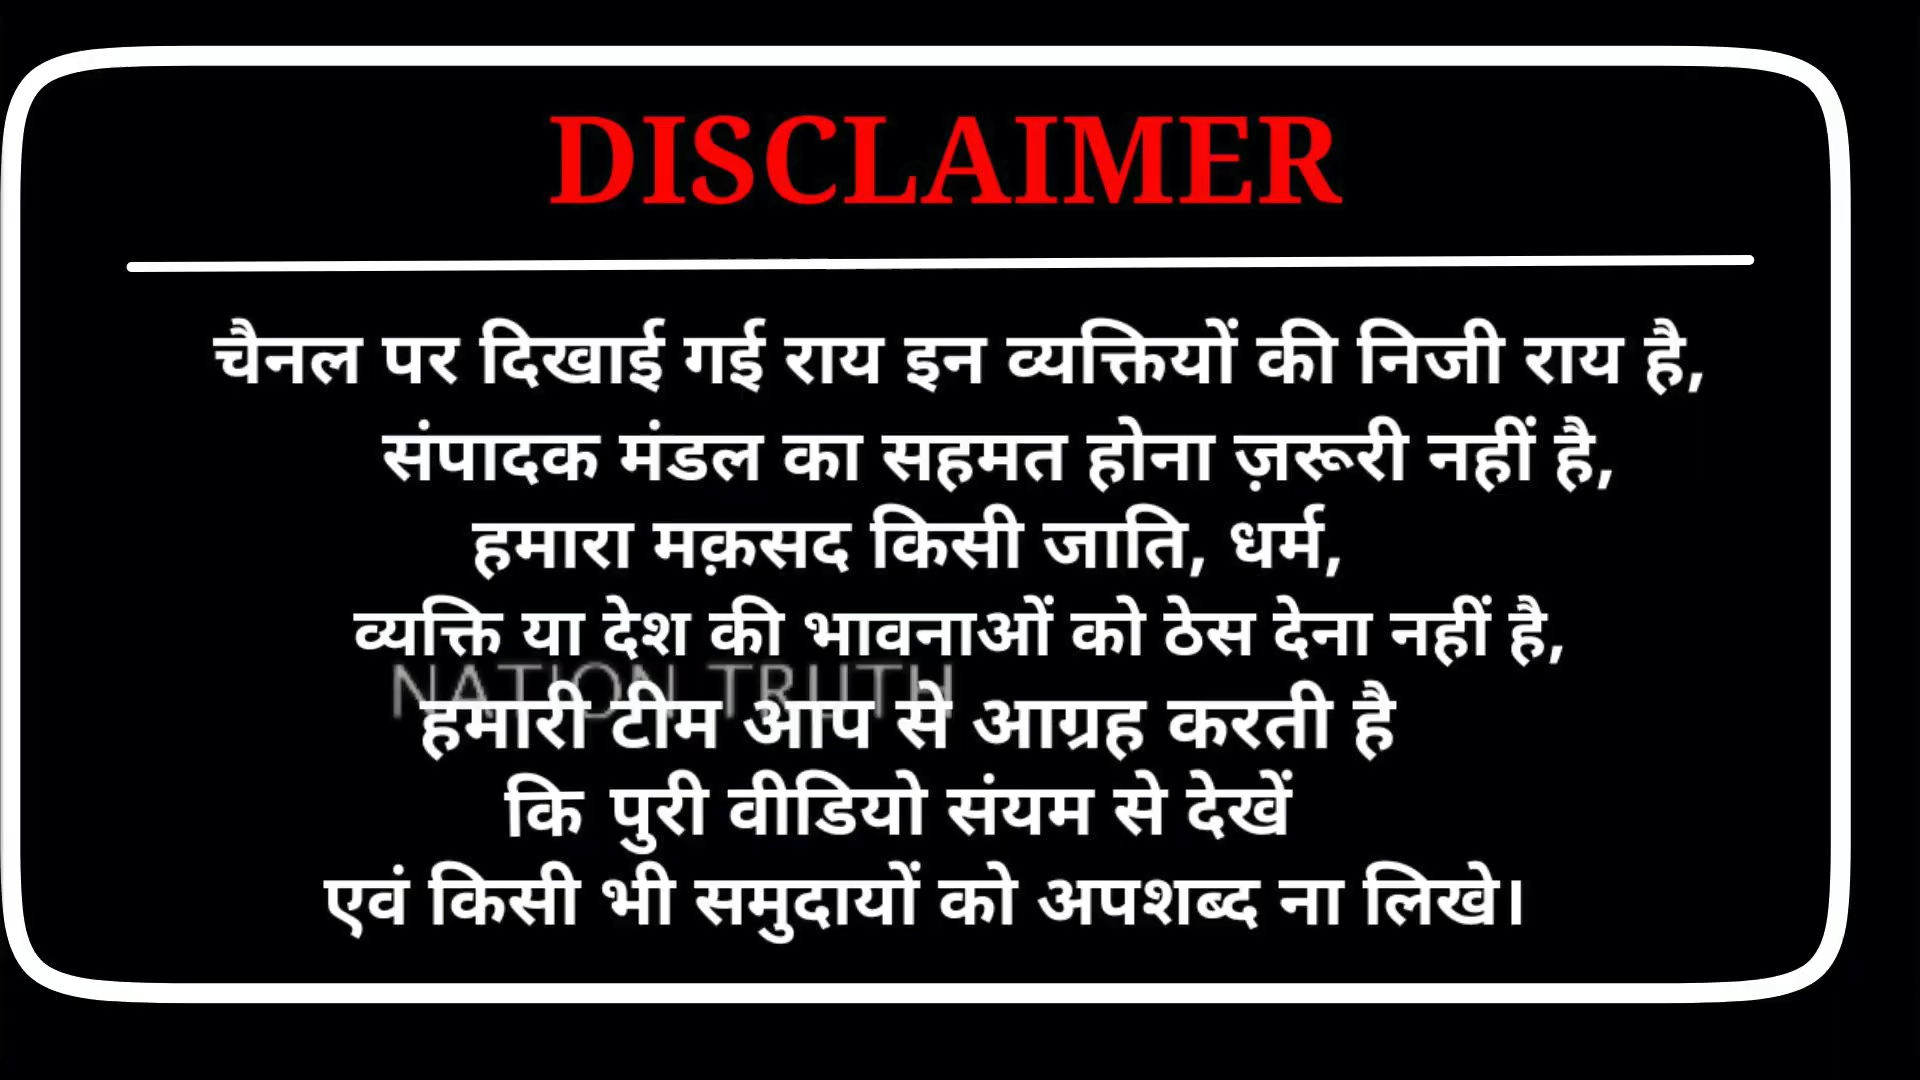 DISCLAIMER
चैनल पर दिखाई गई राय इन व्यक्तियों की निजी राय है,
संपादक मंडल का सहमत होना ज़रूरी नहीं है,
हमारा मक़सद किसी जाति, धर्म,
व्यक्ति या देश की भावनाओं को ठेस देना नहीं है,
NATION TRUTH
हमारी टीम आप से आग्रह करती है
कि पुरी वीडियो संयम से देखें
एवं किसी भी समुदायों को अपशब्द ना लिखे।